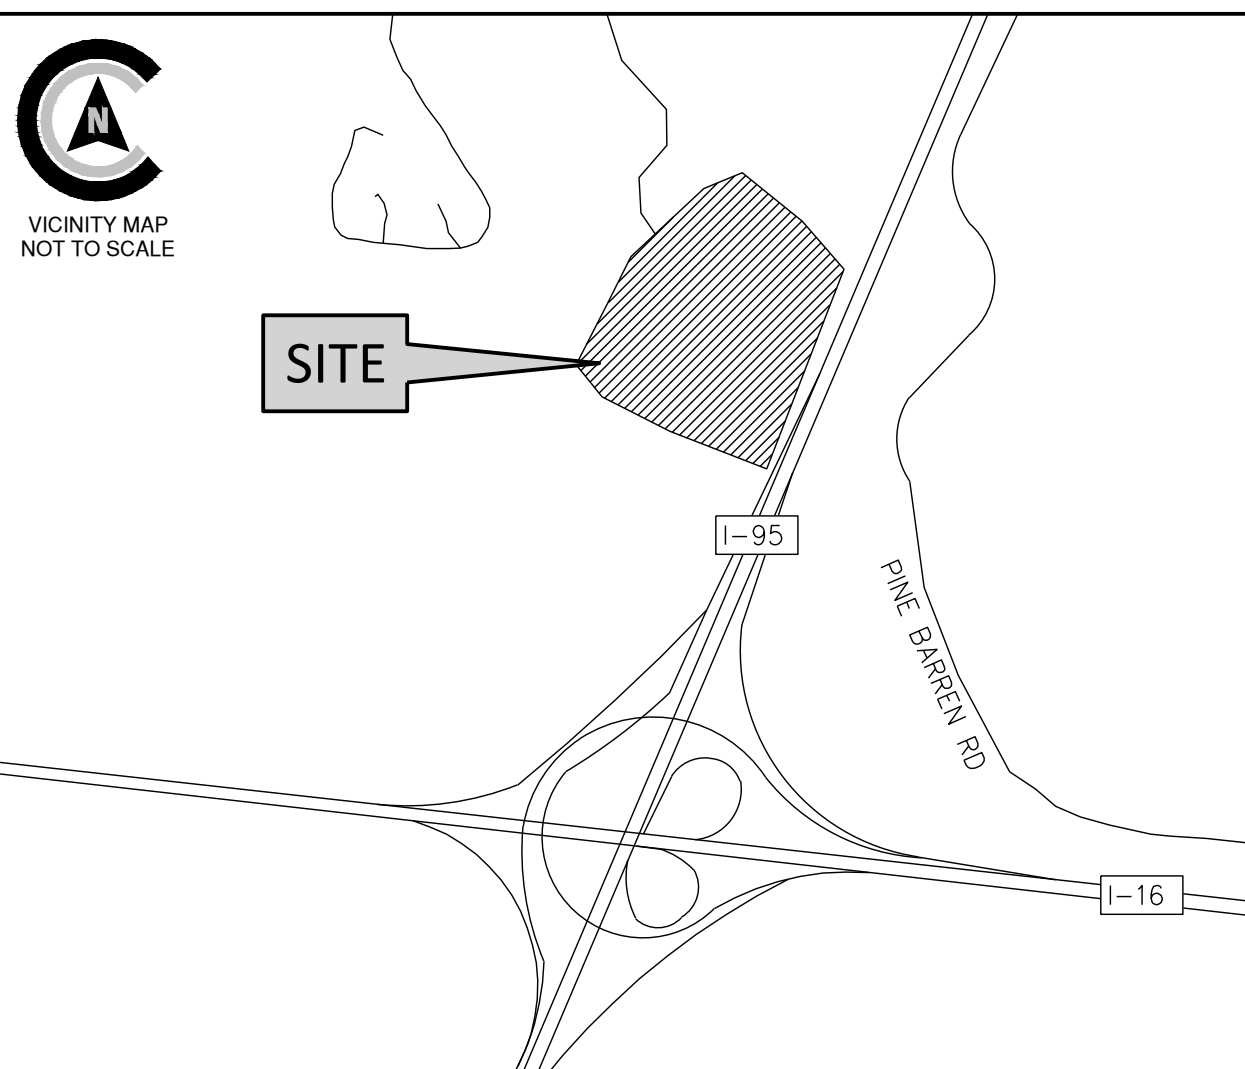 N
VICINITY MAP
NOT TO SCALE
SITE
I-95
PINE BARREN RD
I-16